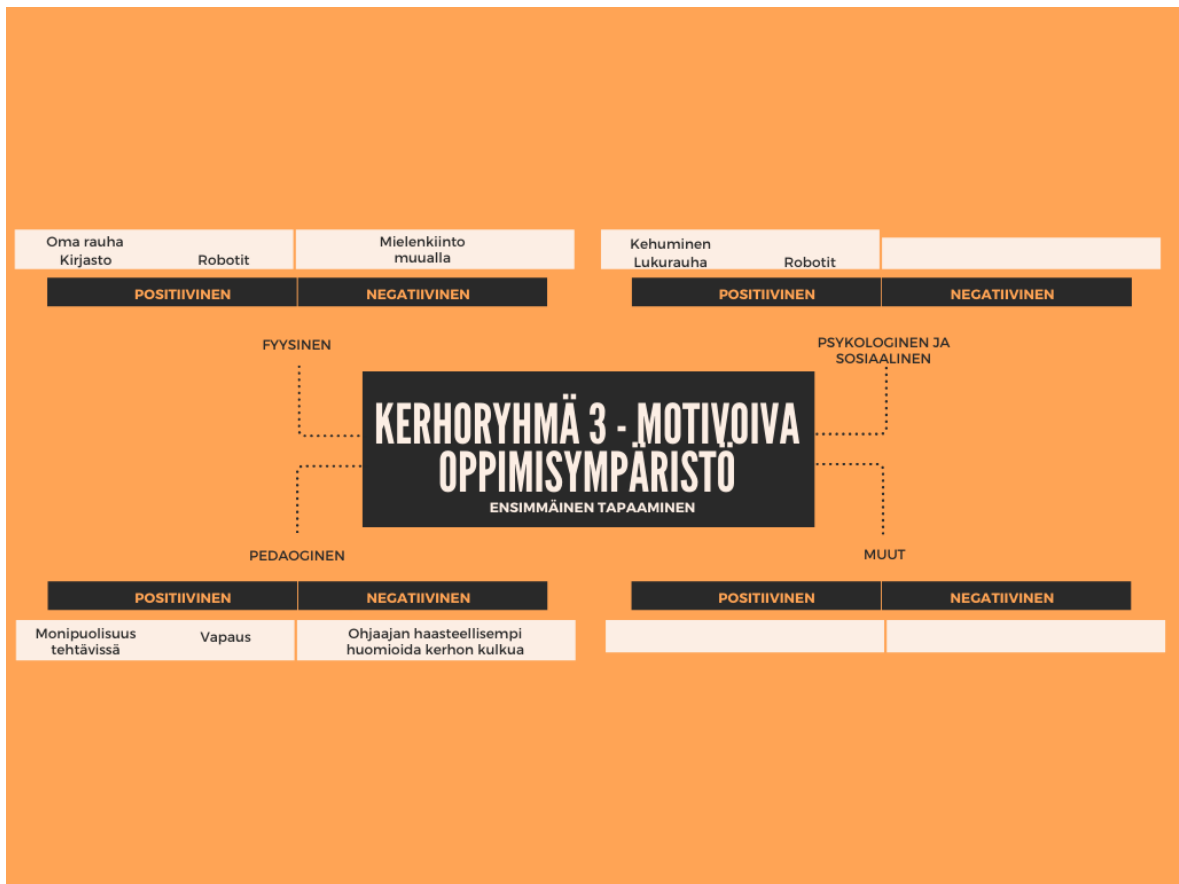 Oma rauha
Kirjasto Robotit
Mielenkiinto
muualla
Kehuminen
Lukurauha Robotit
POSITIIVINEN NEGATIIVINEN
POSITIIVINEN NEGATIIVINEN
FYYSINEN
PSYKOLOGINEN JA
SOSIAALINEN
KERHORYHMÄ 3 - MOTIVOIVA
OPPIMISYMPÄRISTÖ
ENSIMMÄINEN TAPAAMINEN
PEDAOGINEN
MUUT
POSITIIVINEN NEGATIIVINEN
POSITIIVINEN NEGATIIVINEN
Monipuolisuus
tehtävissä
Vapaus
Ohjaajan haasteellisempi
huomioida kerhon kulkua